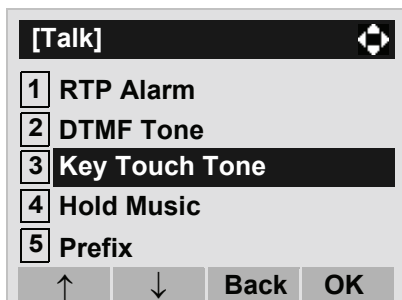 [Talk]
1 RTP Alarm
2 DTMF Tone
3 Key Touch Tone
4 Hold Music
5 Prefix
↑ ↓ Back OK